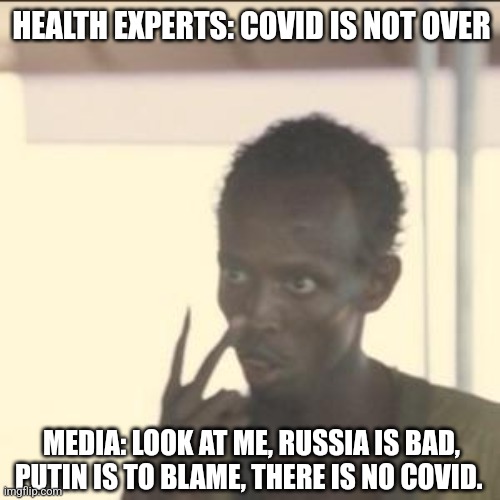 HEALTH EXPERTS: COVID IS NOT OVER
MEDIA: LOOK AT ME, RUSSIA IS BAD,
PUTIN IS TO BLAME, THERE IS NO COVID.
imgflip.com